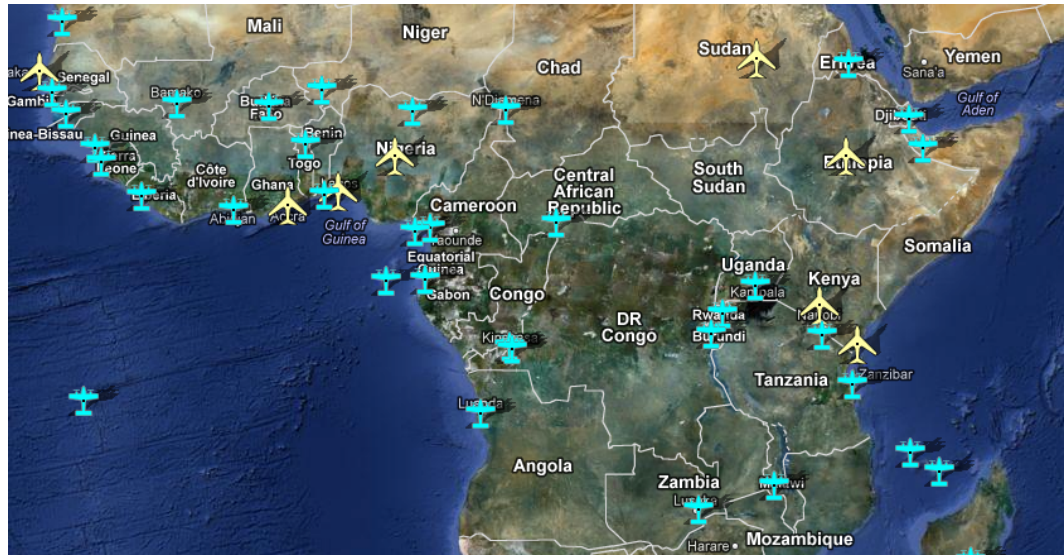 Mali
Niger
Chad
Sudan
Eritrea
Yemen
Sana'a
Senegal
Gambi
Bamako
Burkina
Faso
N'Djamena
Djibouti
Gulf of
Aden
inea-Bissau
Guinea
Sierra
Leone
Benin
Nigeria
Togo
Côte
d'Ivoire
Ghana
Liberia
Abidjan
Accra
Lagos
Gulf of
Guinea
Ethiopia
South
Sudan
Central
African
Republic
Cameroon
Yaounde
Equatorial
Guinea
Gabon
Congo
Somalia
Uganda
Kampala
Kenya
Nairobi
Rwanda
Burundi
DR
Congo
Kinshasa
Tanzania
Zanzibar
Luanda
Angola
Zambia
Lusaka
Malawi
Harare
Mozambique